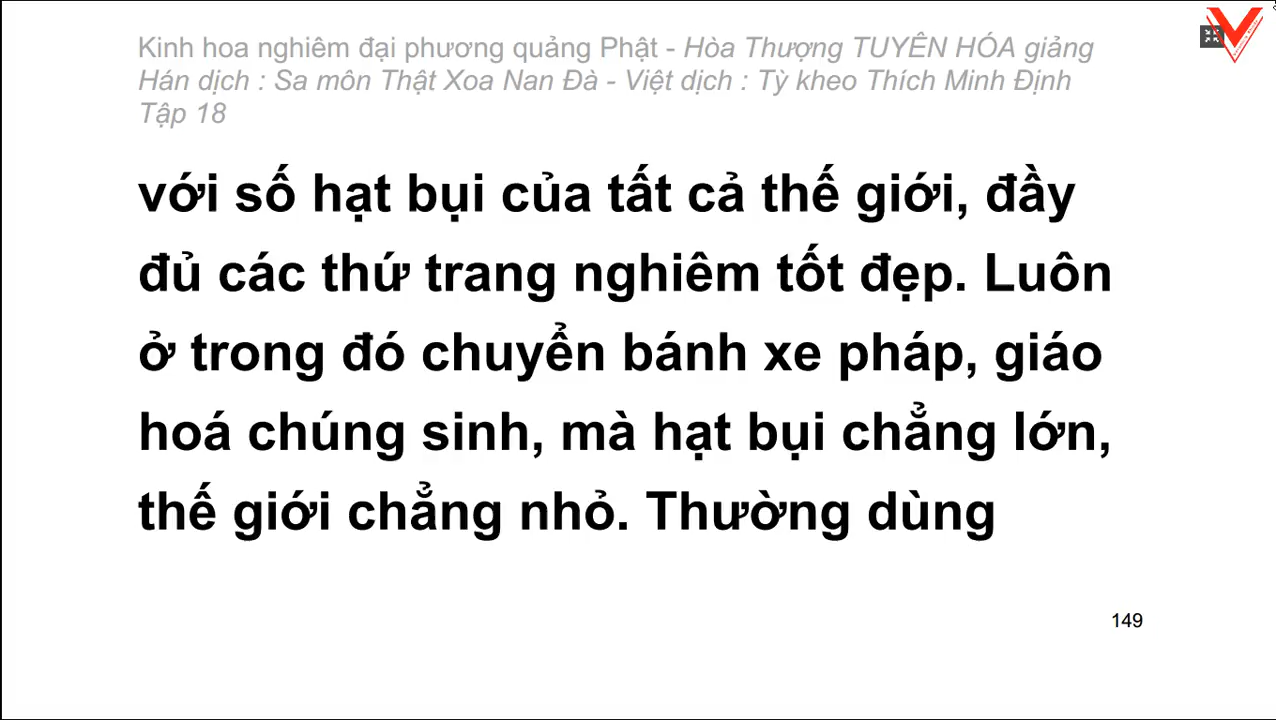 Kinh hoa nghiêm đại phương quảng Phật - Hòa Thượng TUYÊN HÓA giảng
Hán dịch : Sa môn Thật Xoa Nan Đà - Việt dịch : Tỳ kheo Thích Minh Định
Tập 18
với số hạt bụi của tất cả thế giới, đầy
đủ các thứ trang nghiêm tốt đẹp. Luôn
ở trong đó chuyển bánh xe pháp, giáo
hoá chúng sinh, mà hạt bụi chẳng lớn,
thế giới chẳng nhỏ. Thường dùng
149